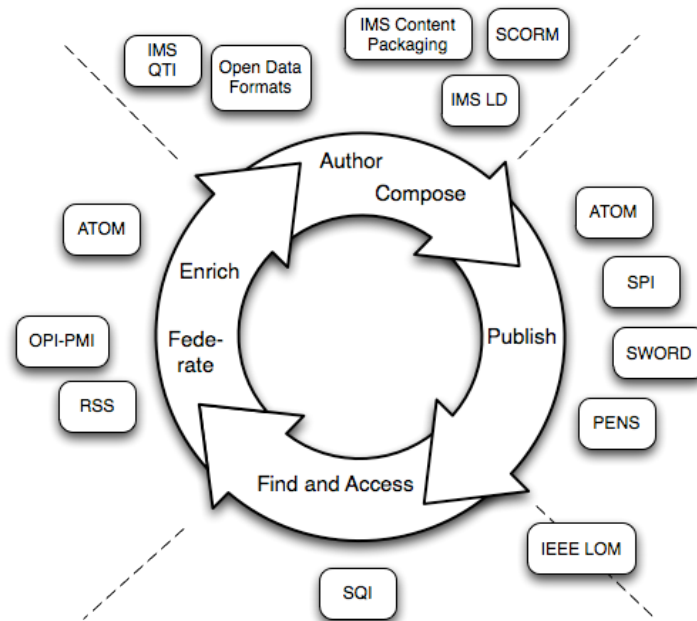 IMS
QTI
Open Data
Formats
IMS Content
Packaging
SCORM
IMS LD
Author
Compose
ATOM
ATOM
Enrich
SPI
OPI-PMI
Fede-
rate
Publish
SWORD
RSS
PENS
Find and Access
IEEE LOM
SQI